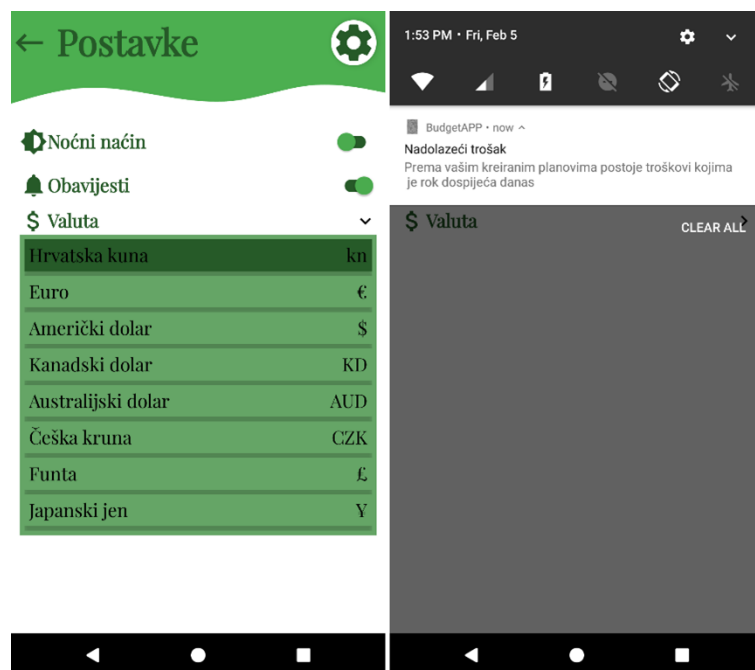 Postavke
Noćni naćin
Obavijesti
$ Valuta
Hrvatska kuna kn
Euro €
Američki dolar $
Kanadski dolar KD
Australijski dolar AUD
Češka kruna CZK
Funta £
Japanski jen ¥
1:53 PM • Fri, Feb 5
BudgetAPP • now
Nadolazeći trošak
Prema vašim kreiranim planovima postoje troškovi kojima
je rok dospijeća danas
$ Valuta
CLEAR ALL